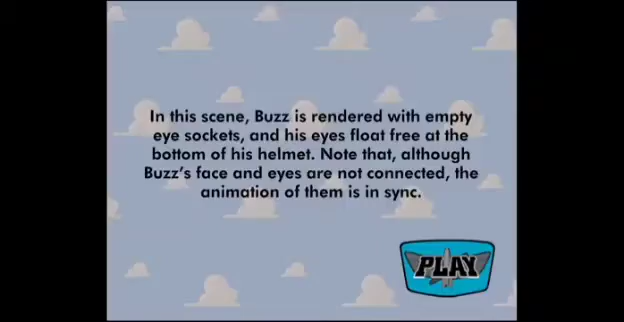 In this scene, Buzz is rendered with empty
eye sockets, and his eyes float free at the
bottom of his helmet. Note that, although
Buzz's face and eyes are not connected, the
animation of them is in sync.
PLAY